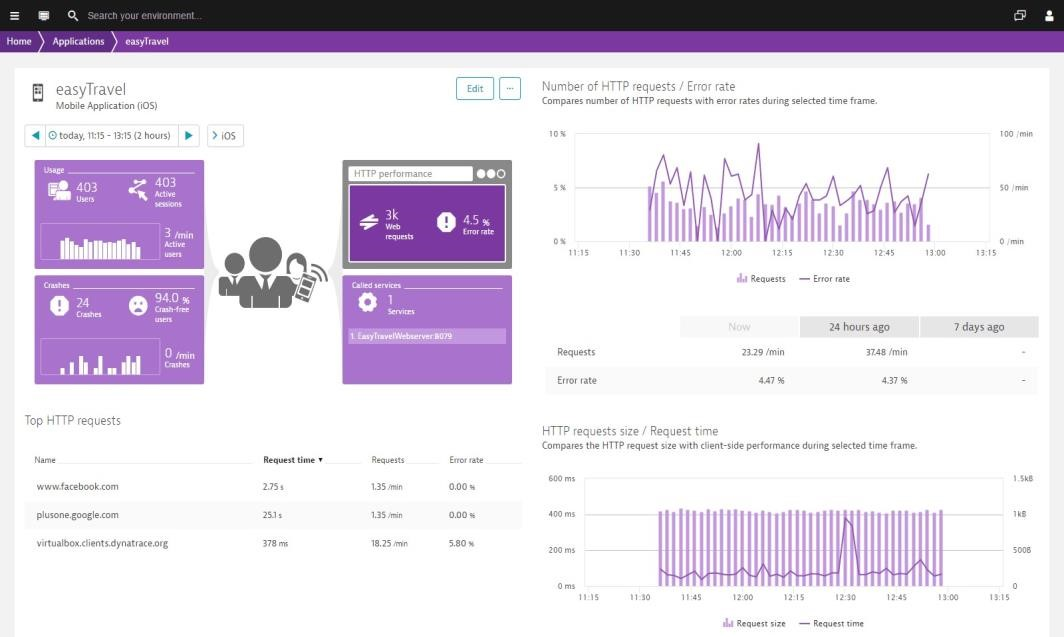 Search your environment...
Home Applications easyTravel
easyTravel
Mobile Application (iOS)
Edit ...
today, 11:15 - 13:15 (2 hours)
iOS
Usage
403
Users
403
Active
sessions
3 /min
Active
users
Crashes
24
Crashes
94.0 %
Crash-free
users
0 /min
Crashes
HTTP performance
3k
Web
requests
4.5 %
Error rate
Called services
1
Services
1. EasyTravelWebserver:8079
Top HTTP requests
Name Request time ▼ Requests Error rate
www.facebook.com 2.75 s 1.35 /min 0.00 %
plusone.google.com 25.1 s 1.35 /min 0.00 %
virtualbox.clients.dynatrace.org 378 ms 18.25 /min 5.80 %
Number of HTTP requests / Error rate
Compares number of HTTP requests with error rates during selected time frame.
10 % 100 /min
5 % 50 /min
0 % 0 /min
11:15 11:30 11:45 12:00 12:15 12:30 12:45 13:00 13:15
Requests Error rate
Now 24 hours ago 7 days ago
Requests 23.29 /min 37.48 /min -
Error rate 4.47 % 4.37 % -
HTTP requests size / Request time
Compares the HTTP request size with client-side performance during selected time frame.
600 ms 1.5kB
400 ms 1kB
200 ms 500B
0 ms 0
11:15 11:30 11:45 12:00 12:15 12:30 12:45 13:00 13:15
Request size Request time